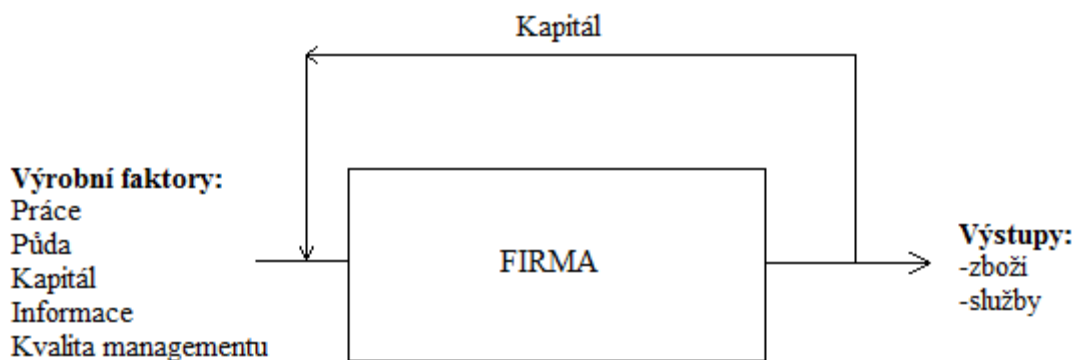 Kapitál
Výrobní faktory:
Práce
Půda
Kapitál
Informace
Kvalita managementu
FIRMA
Výstupy:
-zboží
-služby